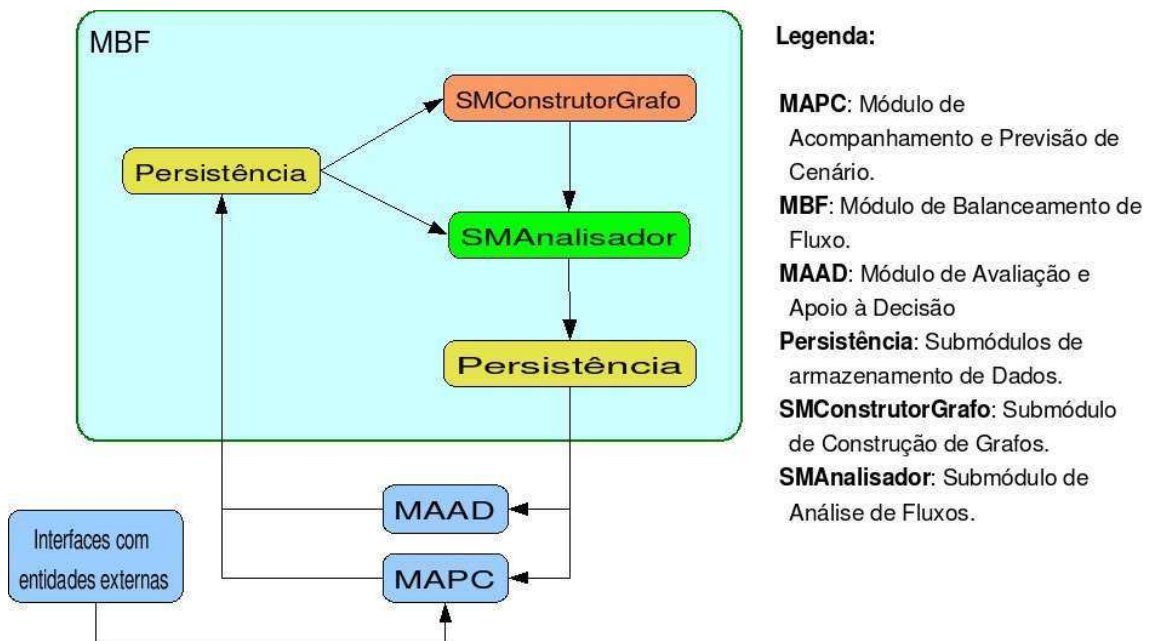 MBF
SMConstrutorGrafo
Persistência
SMAnalisador
Persistência
MAAD
Interfaces com
entidades externas
MAPC
Legenda:
MAPC: Módulo de
Acompanhamento e Previsão de
Cenário.
MBF: Módulo de Balanceamento de
Fluxo.
MAAD: Módulo de Avaliação e
Apoio à Decisão
Persistência: Submódulos de
armazenamento de Dados.
SMConstrutorGrafo: Submódulo
de Construção de Grafos.
SMAnalisador: Submódulo de
Análise de Fluxos.